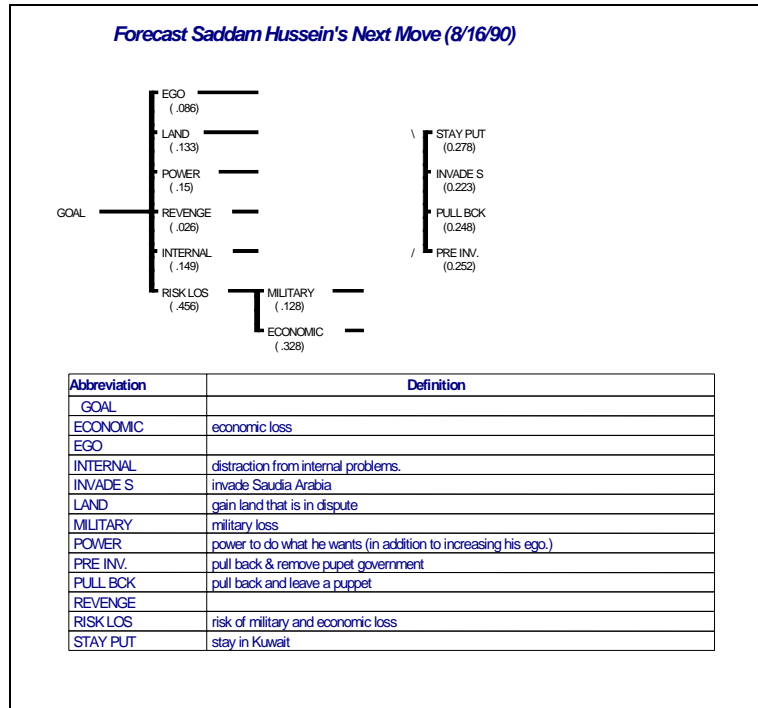 Forecast Saddam Hussein's Next Move (8/16/90)
EGO
( .086)
LAND
( .133)
POWER
( .15)
GOAL
REVENGE
( .026)
INTERNAL
( .149)
RISK LOS
( .456)
MILITARY
( .128)
ECONOMIC
( .328)
\ STAY PUT
(0.278)
INVADE S
(0.223)
PULL BCK
(0.248)
/ PRE INV.
(0.252)
Abbreviation Definition
GOAL
ECONOMIC economic loss
EGO
INTERNAL distraction from internal problems.
INVADE S invade Saudia Arabia
LAND gain land that is in dispute
MILITARY military loss
POWER power to do what he wants (in addition to increasing his ego.)
PRE INV. pull back & remove pupet government
PULL BCK pull back and leave a puppet
REVENGE
RISK LOS risk of military and economic loss
STAY PUT stay in Kuwait